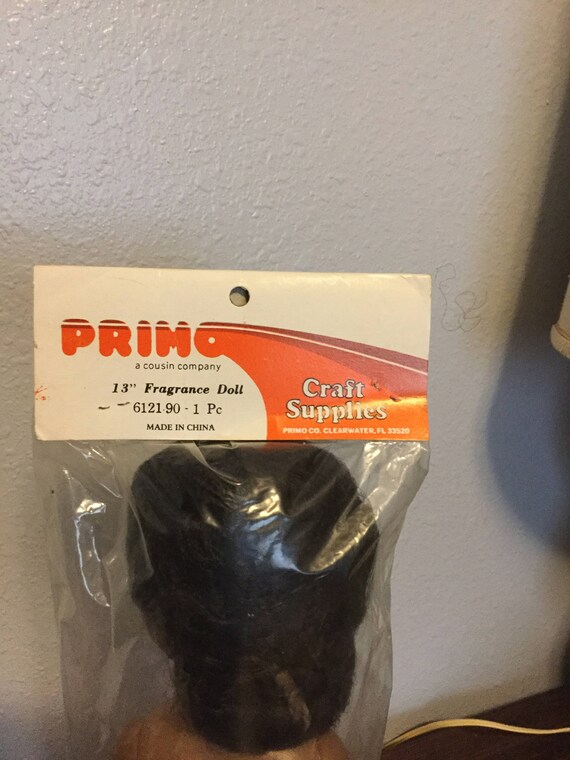 PRIMO
a cousin company
13" Fragrance Doll
6121-90 - 1 Pc
MADE IN CHINA
Craft
Supplies
PRIMO CO. CLEARWATER, FL 33520